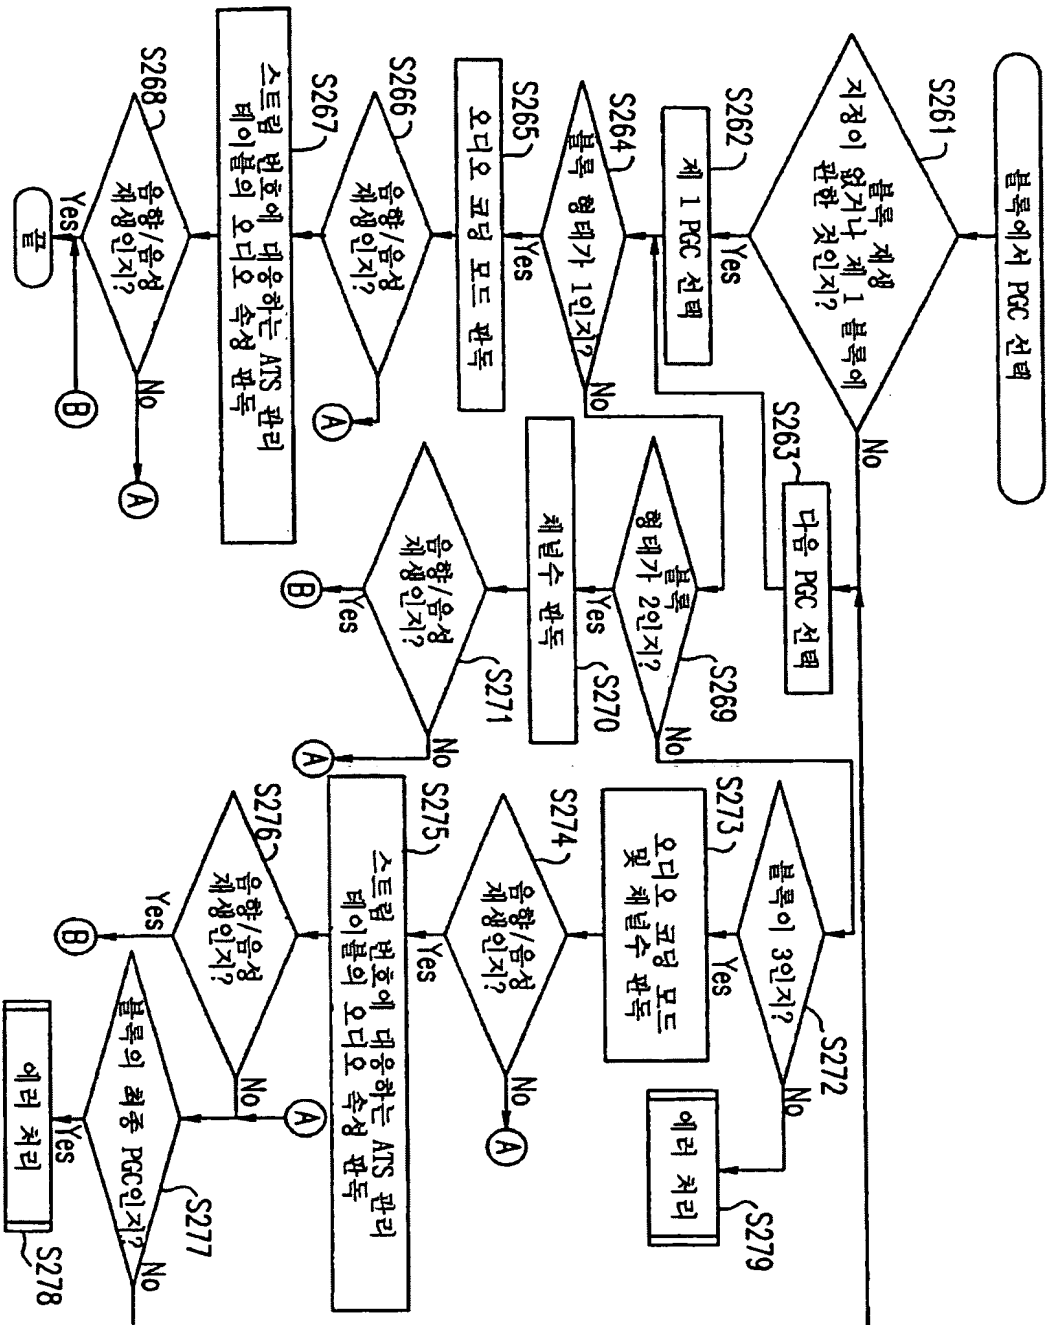 블록에서 PGC 선택
S261
블록 재생
지정이 없거나 제 1 블록에
관한 것인지?
Yes
No
S262
제 1 PGC 선택
S263
다음 PGC 선택
S264
블록 형태가 1인지?
Yes
No
S265
오디오 코딩 모드 판독
S266
음향/음성
재생인지?
A
S267
스트림 번호에 대응하는 ATS 관리
테이블의 오디오 속성 판독
S268
음향/음성
재생인지?
Yes
No
A
B
끝
S269
블록
형태가 2인지?
Yes
No
S270
채널수 판독
S271
음향/음성
재생인지?
Yes
No
B
A
S272
블록이 3인지?
Yes
No
S273
오디오 코딩 모드
및 채널수 판독
S274
음향/음성
재생인지?
Yes
No
A
S275
스트림 번호에 대응하는 ATS 관리
테이블의 오디오 속성 판독
S276
음향/음성
재생인지?
Yes
No
B
A
S277
블록의 최종 PGC인지?
Yes
No
S278
에러 처리
S279
에러 처리